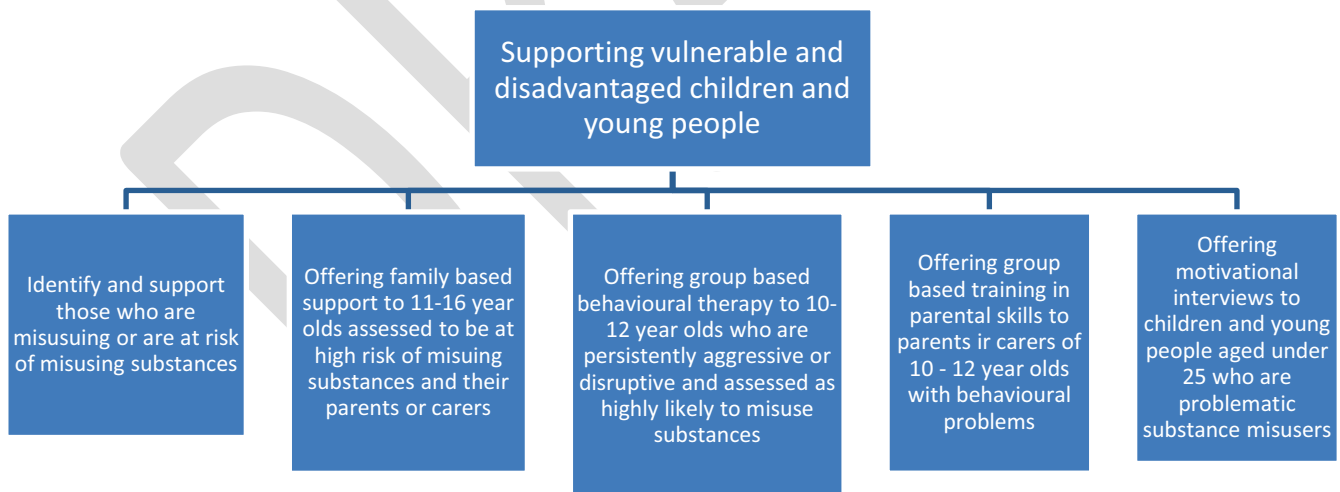 Supporting vulnerable and
disadvantaged children and
young people
Identify and support
those who are
misusuing or are at risk
of misusing substances
Offering family based
support to 11-16 year
olds assessed to be at
high risk of misuing
substances and their
parents or carers
Offering group based
behavioural therapy to 10-
12 year olds who are
persistently aggressive or
disruptive and assessed as
highly likely to misuse
substances
Offering group
based training in
parental skills to
parents ir carers of
10 - 12 year olds
with behavioural
problems
Offering
motivational
interviews to
children and young
people aged under
25 who are
problematic
substance misusers